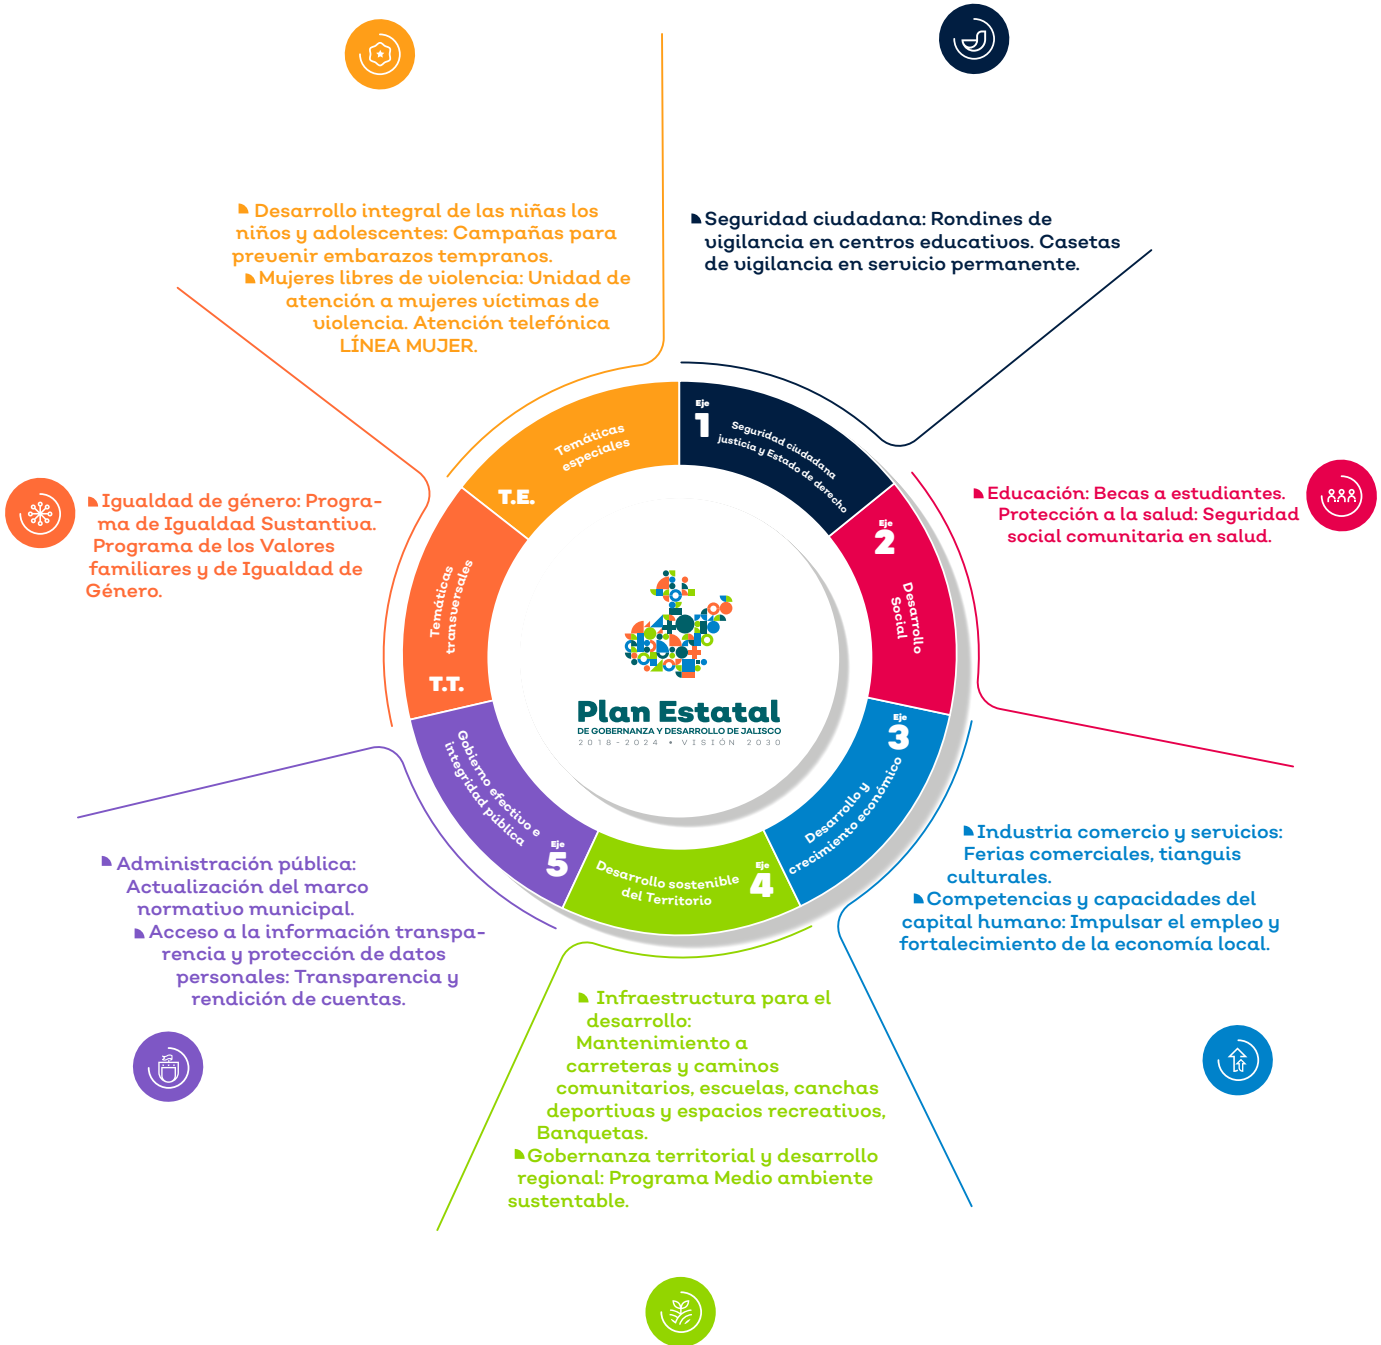 Desarrollo integral de las niñas los
niños y adolescentes: Campañas para
prevenir embarazos tempranos.
Mujeres libres de violencia: Unidad de
atención a mujeres víctimas de
violencia. Atención telefónica
LÍNEA MUJER.
Seguridad ciudadana: Rondines de
vigilancia en centros educativos. Casetas
de vigilancia en servicio permanente.
Temáticas
especiales
T.E.
Eje
1
Seguridad ciudadana
justicia y Estado de derecho
Igualdad de género: Progra-
ma de Igualdad Sustantiva.
Programa de los Valores
familiares y de Igualdad de
Género.
Temáticas
transversales
T.T.
Eje
2
Desarrollo
Social
Educación: Becas a estudiantes.
Protección a la salud: Seguridad
social comunitaria en salud.
Plan Estatal
DE GOBERNANZA Y DESARROLLO DE JALISCO
2018-2024 • VISIÓN 2030
Gobierno efectivo e
integridad pública
Eje
5
Desarrollo sostenible
del Territorio
Eje
4
Eje
3
Desarrollo y
crecimiento económico
Administración pública:
Actualización del marco
normativo municipal.
Acceso a la información transpa-
rencia y protección de datos
personales: Transparencia y
rendición de cuentas.
Industria comercio y servicios:
Ferias comerciales, tianguis
culturales.
Competencias y capacidades del
capital humano: Impulsar el empleo y
fortalecimiento de la economía local.
Infraestructura para el
desarrollo:
Mantenimiento a
carreteras y caminos
comunitarios, escuelas, canchas
deportivas y espacios recreativos,
Banquetas.
Gobernanza territorial y desarrollo
regional: Programa Medio ambiente
sustentable.